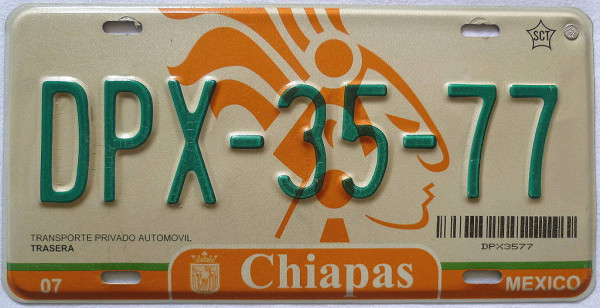 SCT
DPX-35-77
TRANSPORTE PRIVADO AUTOMOVIL
TRASERA
DPX3577
07 Chiapas MEXICO